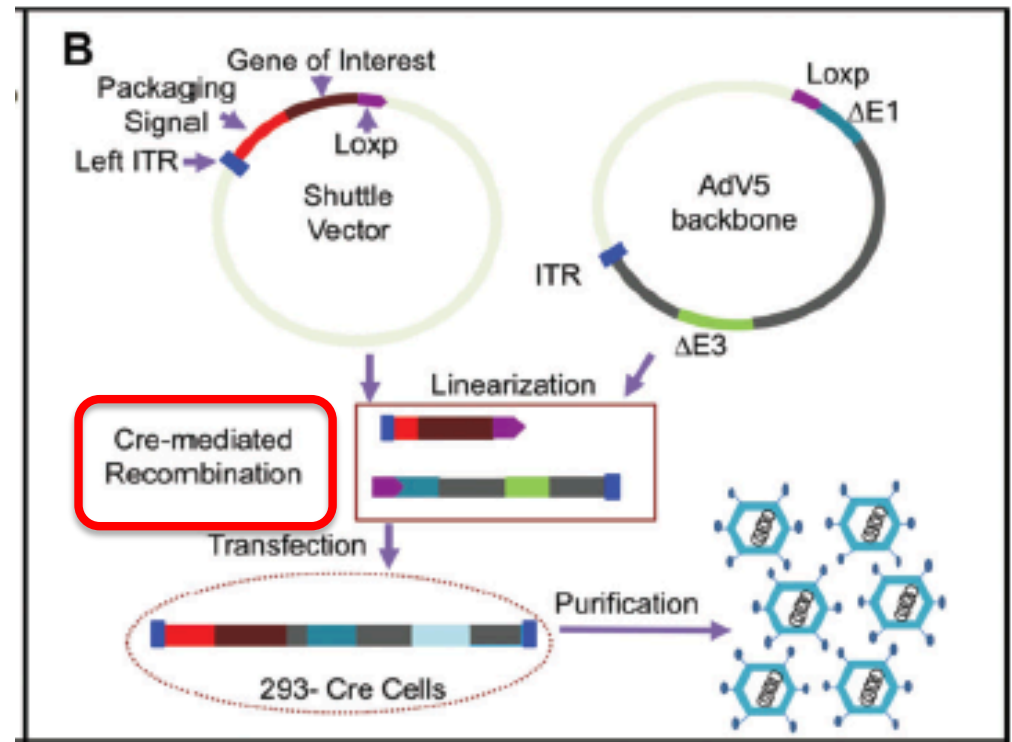 B
Gene of Interest
Packaging
Signal
Left ITR
Loxp
Shuttle
Vector
Loxp
ΔE1
AdV5
backbone
ITR
ΔE3
Linearization
Cre-mediated
Recombination
Transfection
293- Cre Cells
Purification